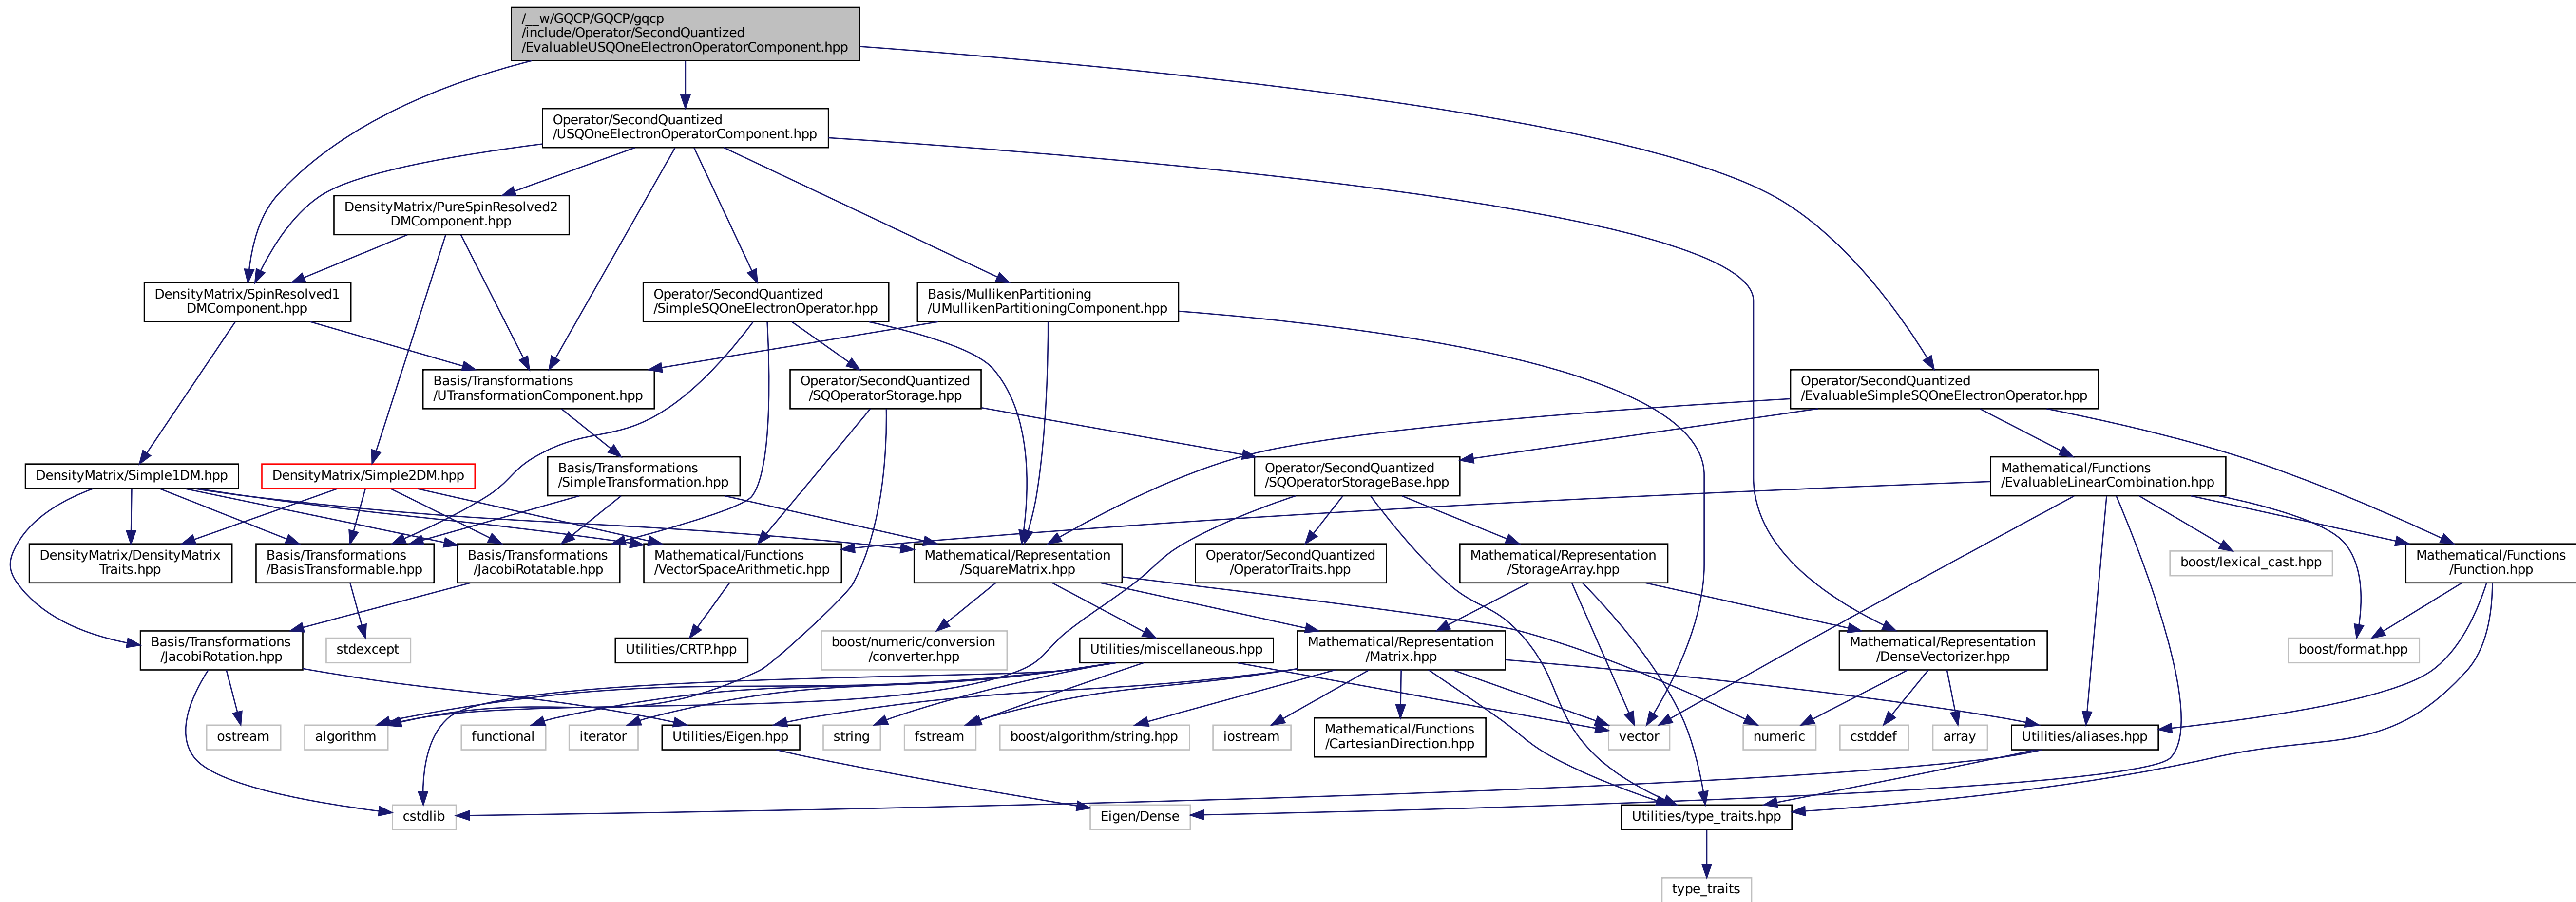 /__w/GQCP/GQCP/gqcp
/include/Operator/SecondQuantized
/EvaluableUSQOneElectronOperatorComponent.hpp
Operator/SecondQuantized
/USQOneElectronOperatorComponent.hpp
DensityMatrix/PureSpinResolved2
DMComponent.hpp
DensityMatrix/SpinResolved1
DMComponent.hpp
Operator/SecondQuantized
/SimpleSQOneElectronOperator.hpp
Basis/MullikenPartitioning
/UMullikenPartitioningComponent.hpp
Basis/Transformations
/UTransformationComponent.hpp
Operator/SecondQuantized
/SQOperatorStorage.hpp
Operator/SecondQuantized
/EvaluableSimpleSQOneElectronOperator.hpp
DensityMatrix/Simple1DM.hpp
DensityMatrix/Simple2DM.hpp
Basis/Transformations
/SimpleTransformation.hpp
Operator/SecondQuantized
/SQOperatorStorageBase.hpp
Mathematical/Functions
/EvaluableLinearCombination.hpp
DensityMatrix/DensityMatrix
Traits.hpp
Basis/Transformations
/BasisTransformable.hpp
Basis/Transformations
/JacobiRotatable.hpp
Mathematical/Functions
/VectorSpaceArithmetic.hpp
Mathematical/Representation
/SquareMatrix.hpp
Operator/SecondQuantized
/OperatorTraits.hpp
Mathematical/Representation
/StorageArray.hpp
boost/lexical_cast.hpp
Mathematical/Functions
/Function.hpp
Basis/Transformations
/JacobiRotation.hpp
stdexcept
Utilities/CRTP.hpp
boost/numeric/conversion
/converter.hpp
Utilities/miscellaneous.hpp
Mathematical/Representation
/Matrix.hpp
Mathematical/Representation
/DenseVectorizer.hpp
boost/format.hpp
ostream
algorithm
functional
iterator
Utilities/Eigen.hpp
string
fstream
boost/algorithm/string.hpp
iostream
Mathematical/Functions
/CartesianDirection.hpp
vector
numeric
cstddef
array
Utilities/aliases.hpp
cstdlib
Eigen/Dense
Utilities/type_traits.hpp
type_traits